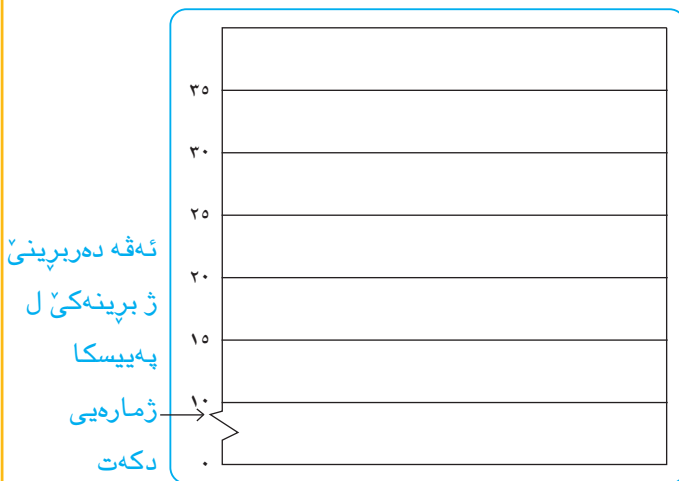 ٣٥
٣٠
٢٥
٢٠
١٥
١٠
٠
ئەڤە دەربڕینێ
ژ بڕینەکێ ل
پەییسکا
ژمارەیی
دکەت